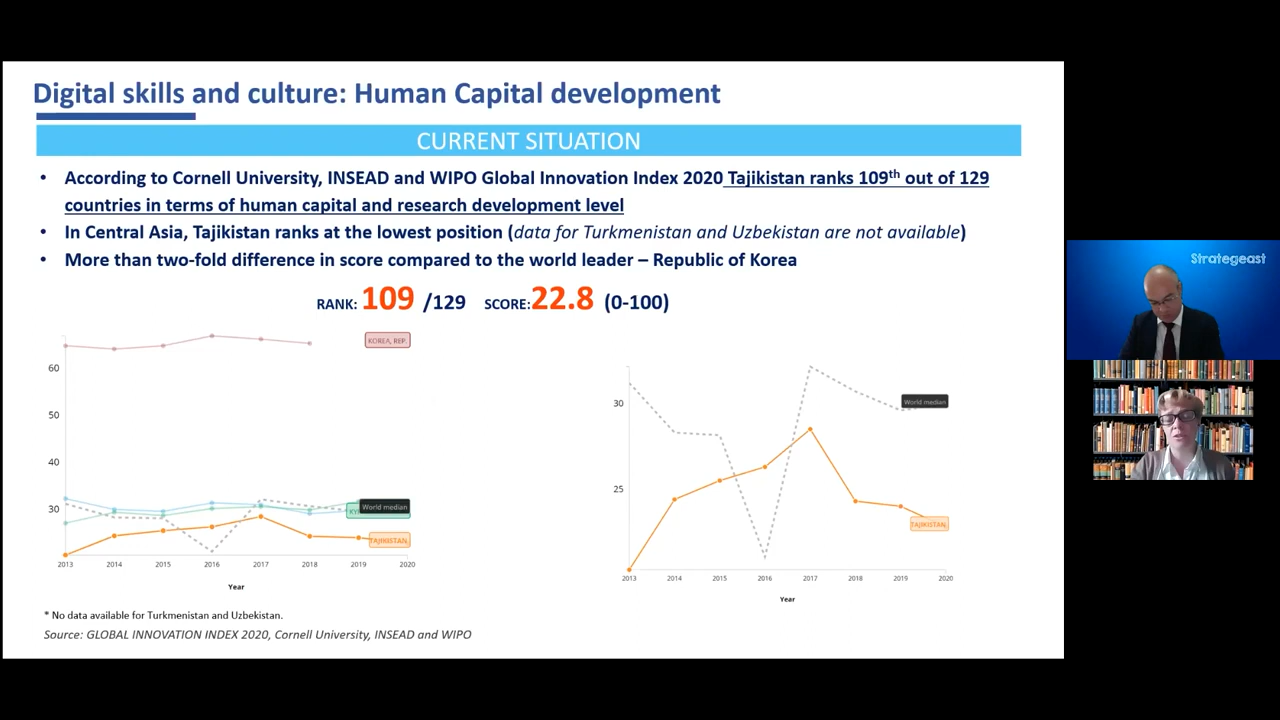 Digital skills and culture: Human Capital development
CURRENT SITUATION
• According to Cornell University, INSEAD and WIPO Global Innovation Index 2020 Tajikistan ranks 109th out of 129
countries in terms of human capital and research development level
• In Central Asia, Tajikistan ranks at the lowest position (data for Turkmenistan and Uzbekistan are not available)
• More than two-fold difference in score compared to the world leader – Republic of Korea
RANK: 109 /129 SCORE:22.8 (0-100)
KOREA, REP.
60
50
40
30
KY
World median
TAJIKISTAN
2013 2014 2015 2016 2017 2018 2019 2020
Year
30
25
World median
TAJIKISTAN
2013 2014 2015 2016 2017 2018 2019 2020
Year
* No data available for Turkmenistan and Uzbekistan.
Source: GLOBAL INNOVATION INDEX 2020, Cornell University, INSEAD and WIPO
Strategeast